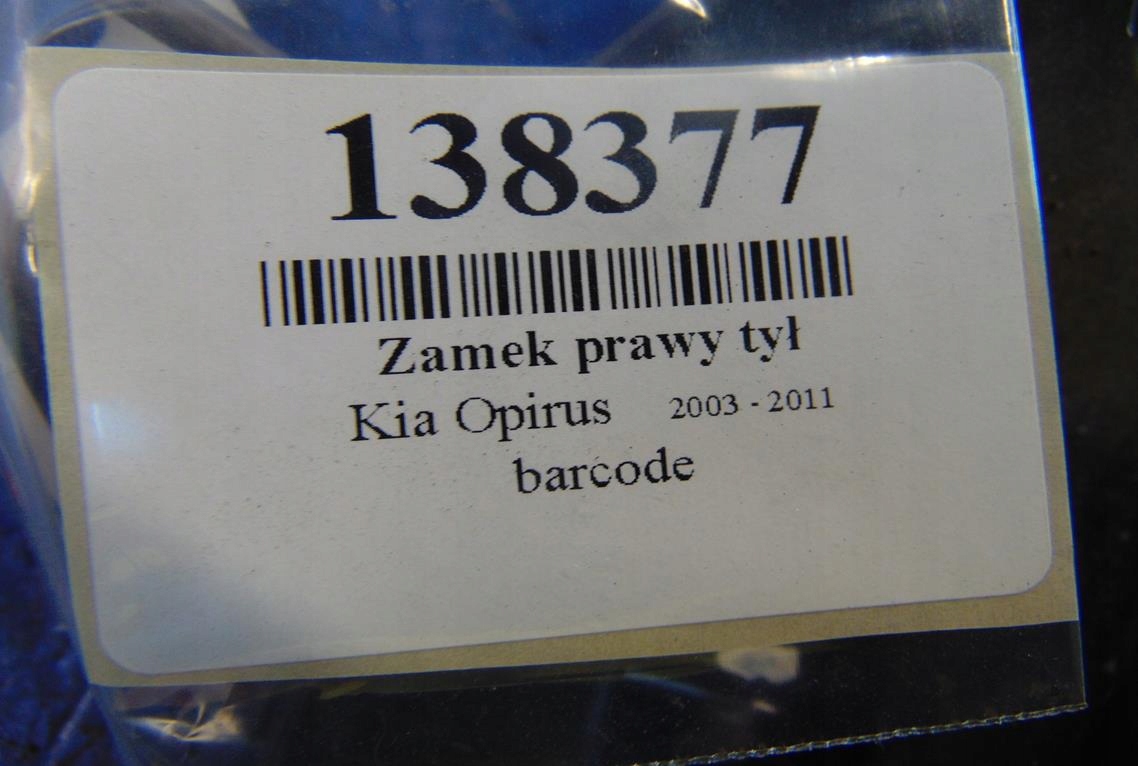 138377
Zamek prawy tył
Kia Opirus 2003 - 2011
barcode